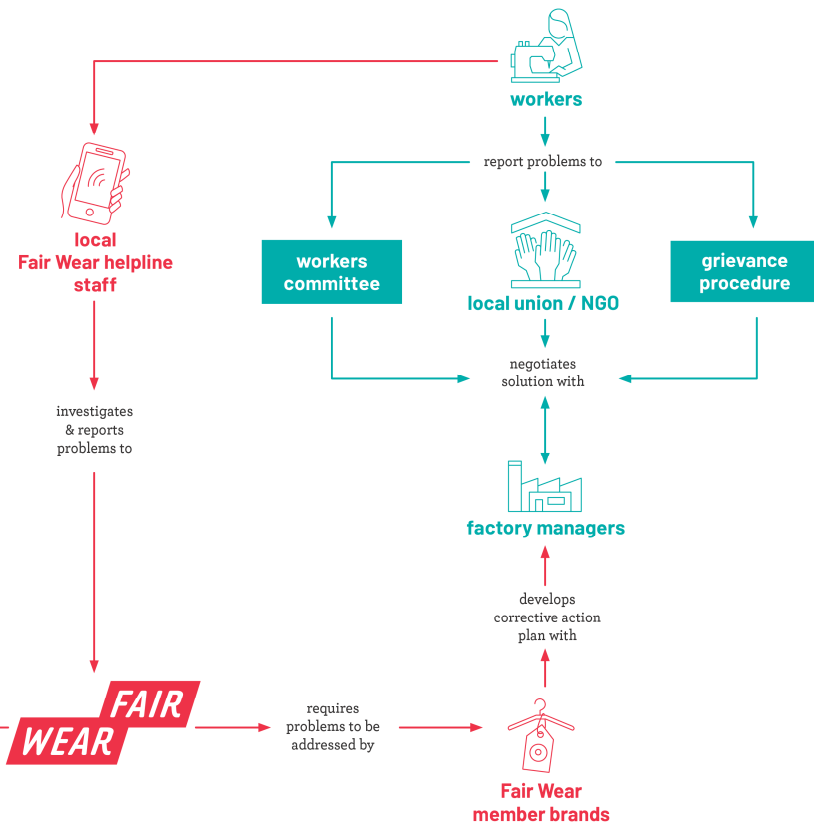 workers
report problems to
local
Fair Wear helpline
staff
workers
committee
local union / NGO
grievance
procedure
negotiates
solution with
investigates
& reports
problems to
factory managers
develops
corrective action
plan with
FAIR
WEAR
requires
problems to be
addressed by
Fair Wear
member brands